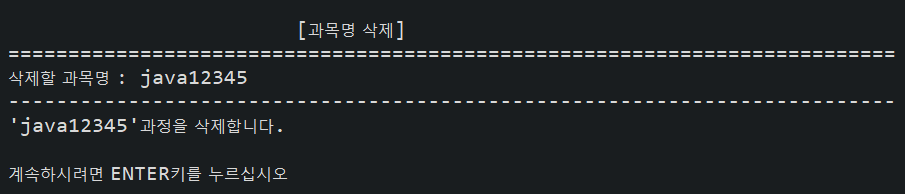 [과목명 삭제]
==========================================================================
삭제할 과목명 : java12345
--------------------------------------------------------------------------
'java12345'과정을 삭제합니다.
계속하시려면 ENTER키를 누르십시오